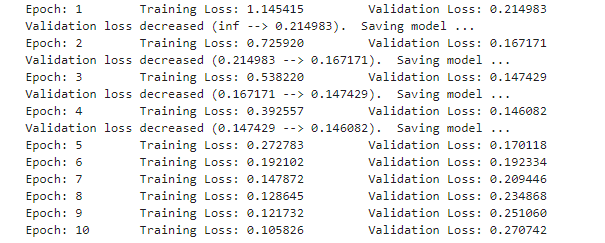 Epoch: 1 Training Loss: 1.145415 Validation Loss: 0.214983
Validation loss decreased (inf --> 0.214983). Saving model ...
Epoch: 2 Training Loss: 0.725920 Validation Loss: 0.167171
Validation loss decreased (0.214983 --> 0.167171). Saving model ...
Epoch: 3 Training Loss: 0.538220 Validation Loss: 0.147429
Validation loss decreased (0.167171 --> 0.147429). Saving model ...
Epoch: 4 Training Loss: 0.392557 Validation Loss: 0.146082
Validation loss decreased (0.147429 --> 0.146082). Saving model ...
Epoch: 5 Training Loss: 0.272783 Validation Loss: 0.170118
Epoch: 6 Training Loss: 0.192102 Validation Loss: 0.192334
Epoch: 7 Training Loss: 0.147872 Validation Loss: 0.209446
Epoch: 8 Training Loss: 0.128645 Validation Loss: 0.234868
Epoch: 9 Training Loss: 0.121732 Validation Loss: 0.251060
Epoch: 10 Training Loss: 0.105826 Validation Loss: 0.270742